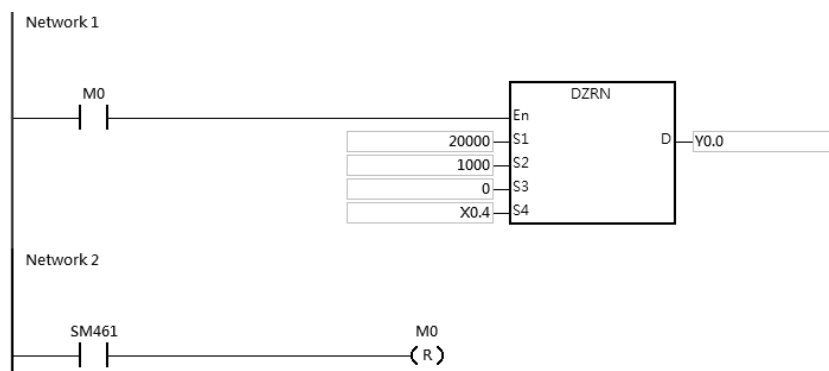 Network 1
M0
DZRN
En
20000 S1 D Y0.0
1000 S2
0 S3
X0.4 S4
Network 2
SM461 M0
R